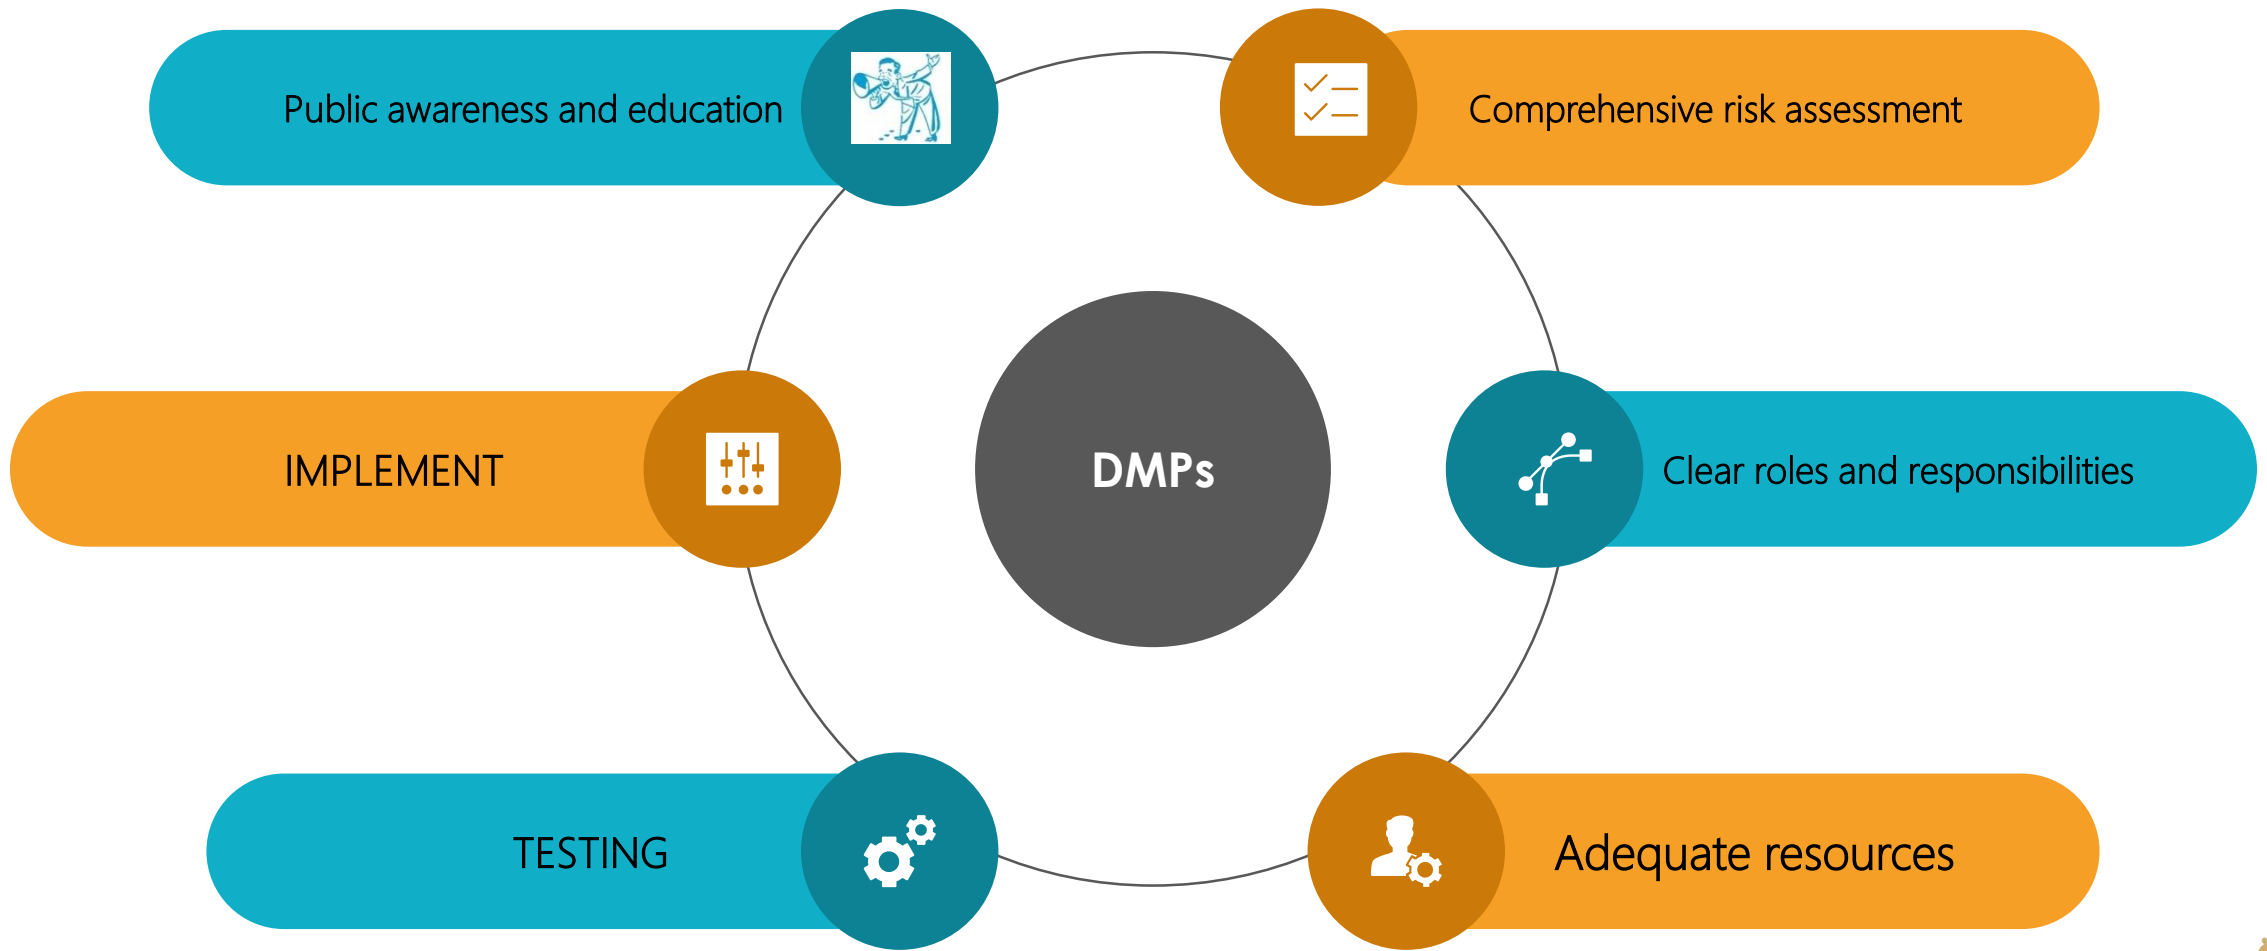 Public awareness and education
Comprehensive risk assessment
IMPLEMENT
DMPs
Clear roles and responsibilities
TESTING
Adequate resources